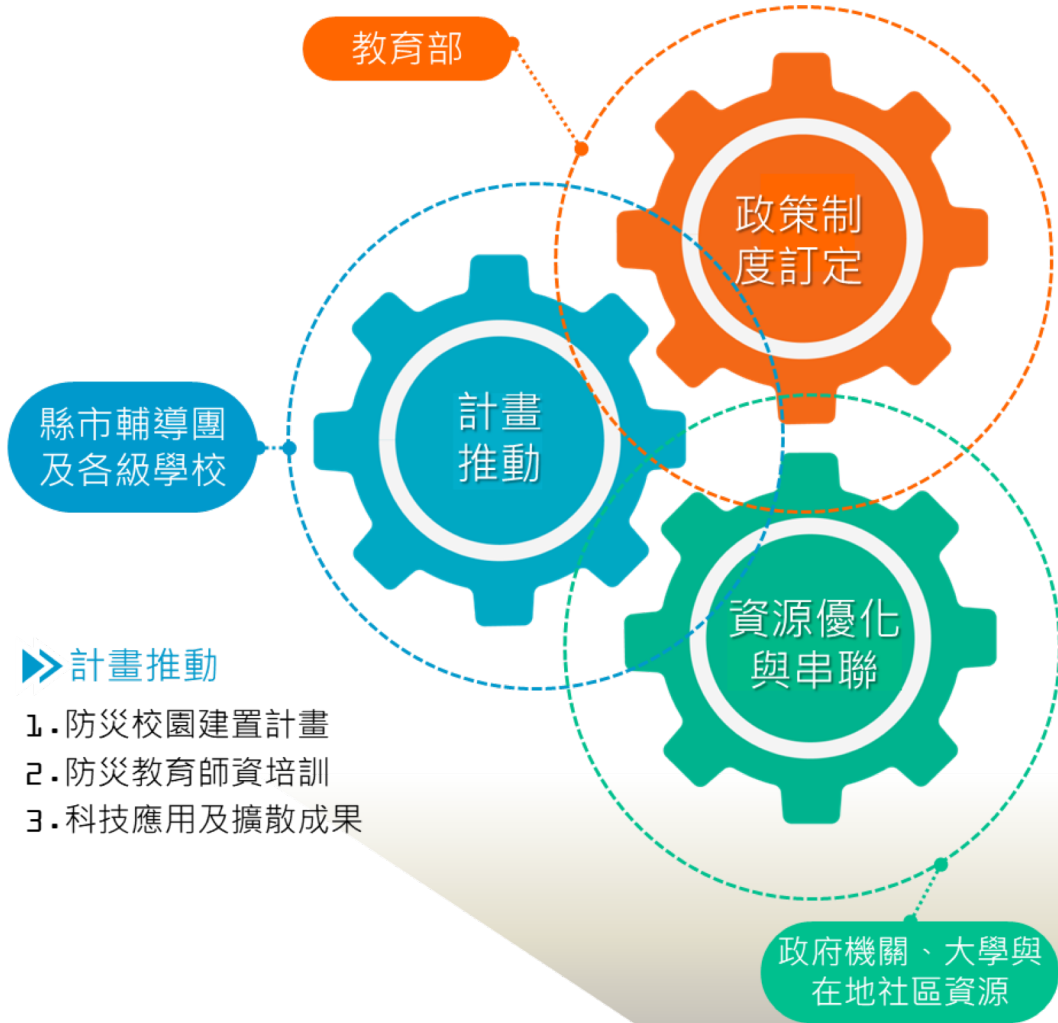 教育部
政策制
度訂定
縣市輔導團
及各級學校
計畫
推動
資源優化
與串聯
計畫推動
1.防災校園建置計畫
2.防災教育師資培訓
3.科技應用及擴散成果
政府機關、大學與
在地社區資源